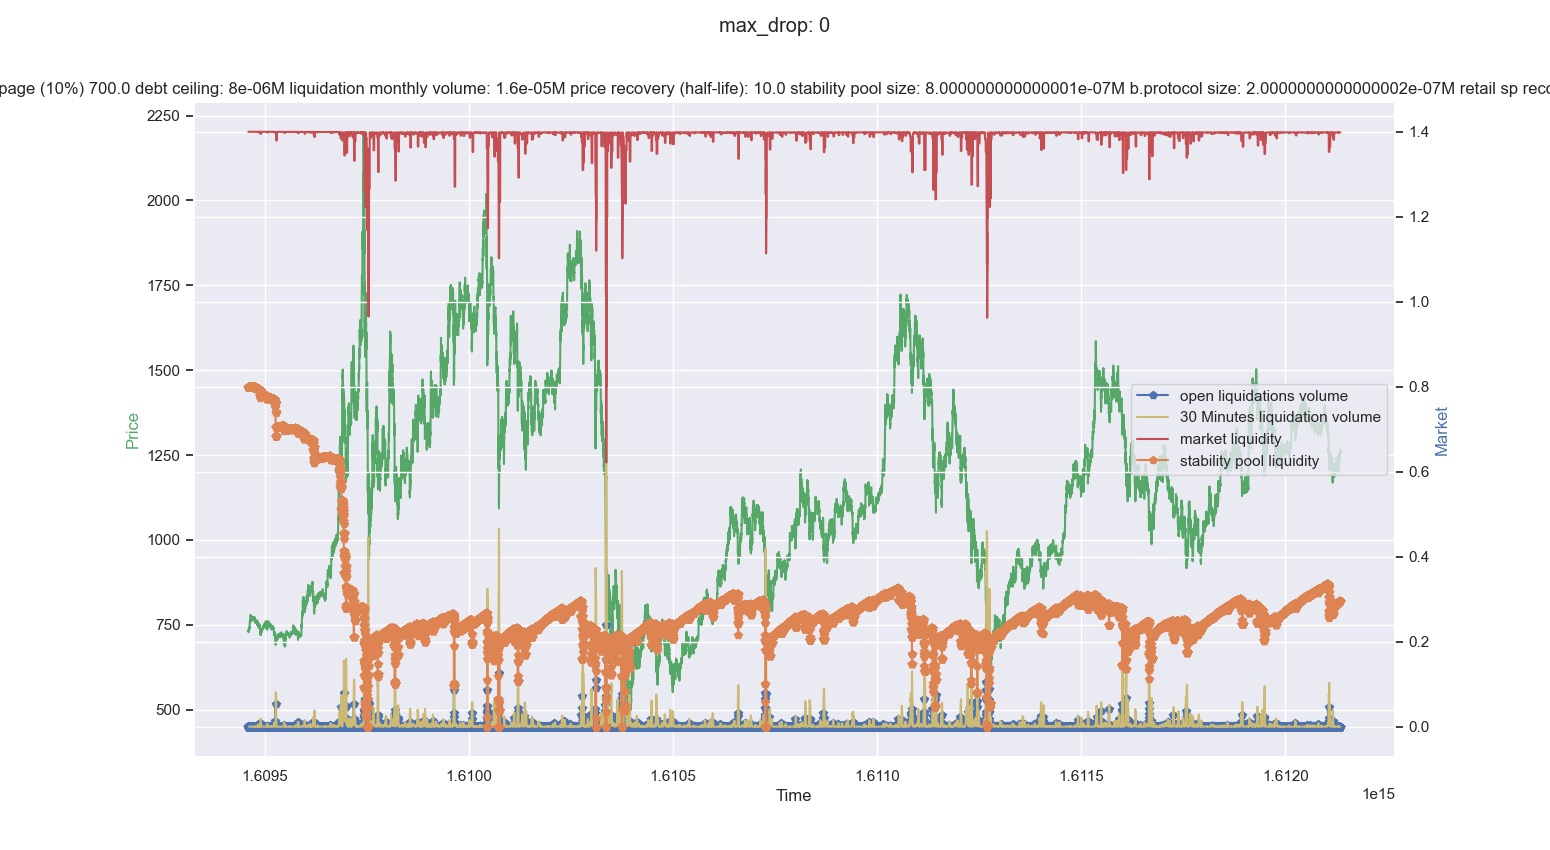 max_drop: 0
page (10%) 700.0 debt ceiling: 8e-06M liquidation monthly volume: 1.6e-05M price recovery (half-life): 10.0 stability pool size: 8.000000000000001e-07M b.protocol size: 2.0000000000000002e-07M retail sp reco
2250
2000
1750
1500
1250
1000
750
500
Price
1.4
1.2
1.0
0.8
0.6
0.4
0.2
0.0
Market
open liquidations volume
30 Minutes liquidation volume
market liquidity
stability pool liquidity
1.6095 1.6100 1.6105 1.6110 1.6115 1.6120
Time
1e15